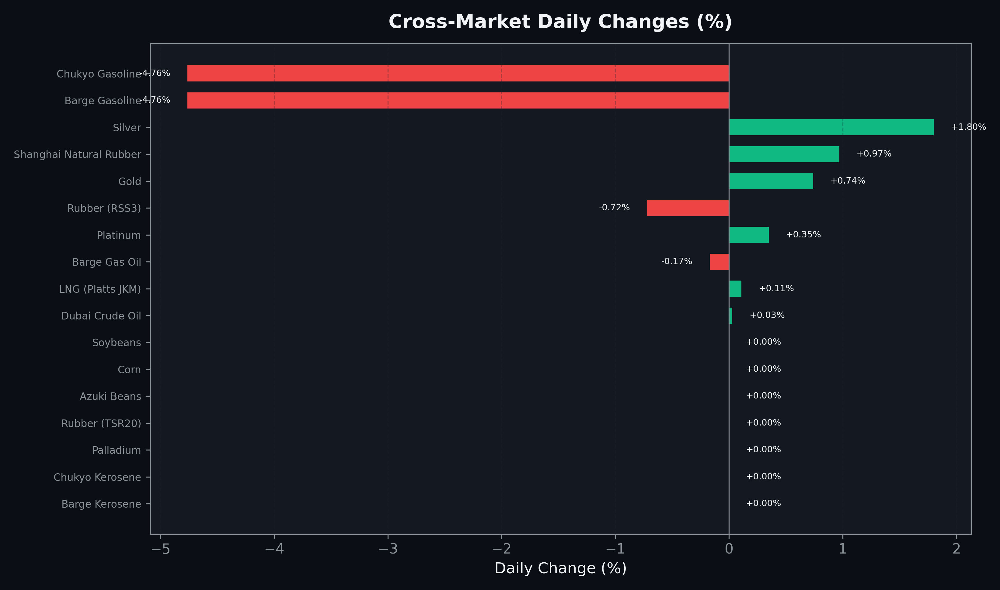 Cross-Market Daily Changes (%)
Chukyo Gasoline -4.76%
Barge Gasoline -4.76%
Silver +1.80%
Shanghai Natural Rubber +0.97%
Gold +0.74%
Rubber (RSS3) -0.72%
Platinum +0.35%
Barge Gas Oil -0.17%
LNG (Platts JKM) +0.11%
Dubai Crude Oil +0.03%
Soybeans +0.00%
Corn +0.00%
Azuki Beans +0.00%
Rubber (TSR20) +0.00%
Palladium +0.00%
Chukyo Kerosene +0.00%
Barge Kerosene +0.00%
−5 −4 −3 −2 −1 0 1 2
Daily Change (%)